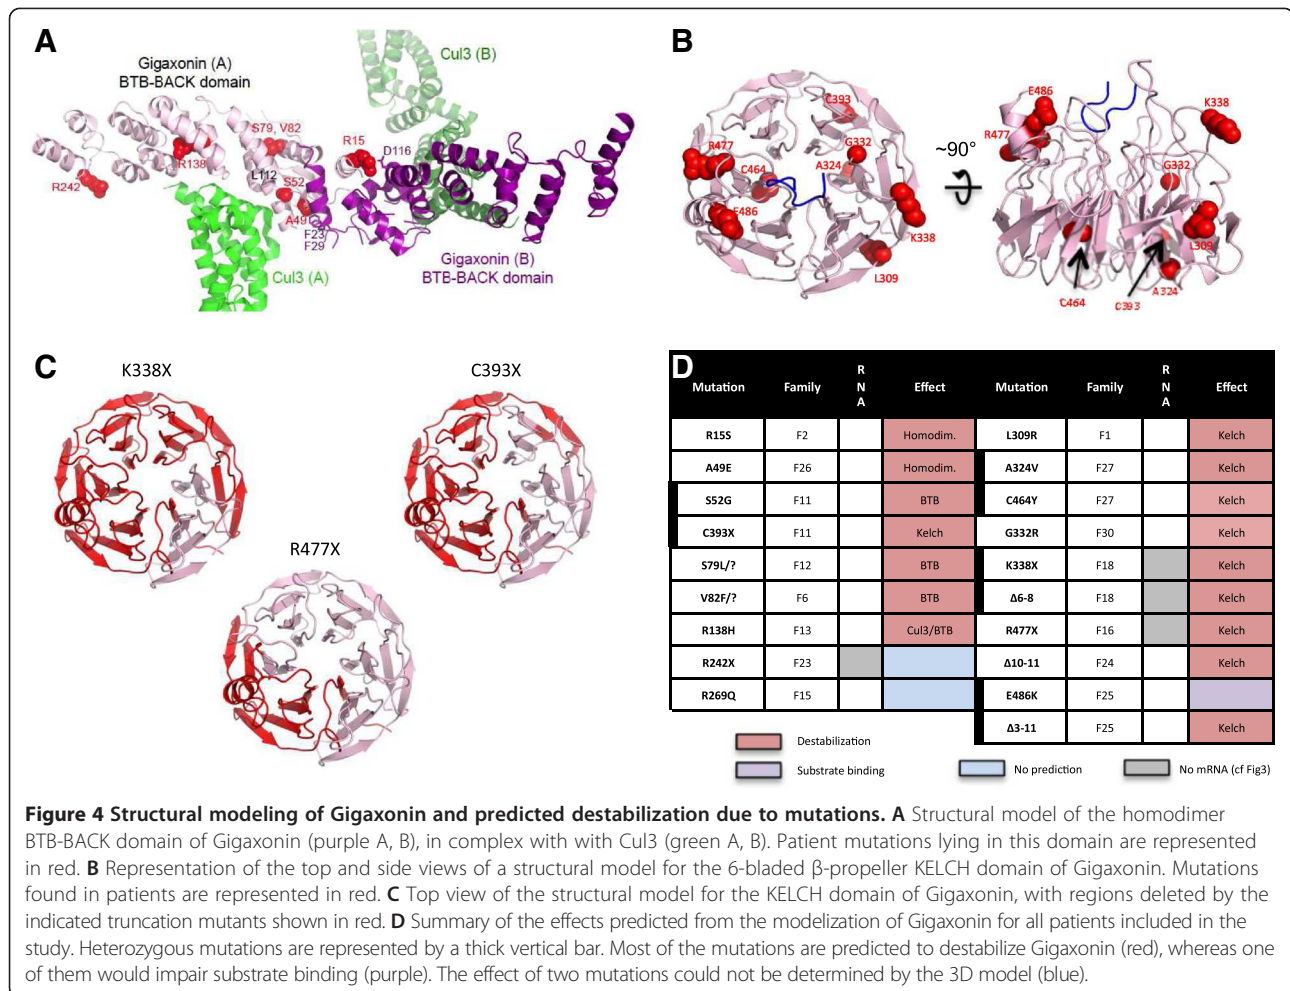 A
Gigaxonin (A)
BTB-BACK domain
Cul3 (B)
S79, V82
R15
D116
R138
L112
R242
S52
A49
F23
F29
Cul3 (A)
Gigaxonin (B)
BTB-BACK domain
B
C393
R477
G332
A324
C464
E486
K338
L309
~90°
E486
K338
R477
G332
L309
A324
C464
C393
C
K338X
C393X
R477X
D
Mutation Family RNA Effect Mutation Family RNA Effect
R15S F2 Homodim. L309R F1 Kelch
A49E F26 Homodim. A324V F27 Kelch
S52G F11 BTB C464Y F27 Kelch
C393X F11 Kelch G332R F30 Kelch
S79L/? F12 BTB K338X F18 Kelch
V82F/? F6 BTB Δ6-8 F18 Kelch
R138H F13 Cul3/BTB R477X F16 Kelch
R242X F23 Δ10-11 F24 Kelch
R269Q F15 E486K F25
Δ3-11 F25 Kelch
Destabilization
Substrate binding No prediction No mRNA (cf Fig3)
Figure 4 Structural modeling of Gigaxonin and predicted destabilization due to mutations. A Structural model of the homodimer
BTB-BACK domain of Gigaxonin (purple A, B), in complex with with Cul3 (green A, B). Patient mutations lying in this domain are represented
in red. B Representation of the top and side views of a structural model for the 6-bladed β-propeller KELCH domain of Gigaxonin. Mutations
found in patients are represented in red. C Top view of the structural model for the KELCH domain of Gigaxonin, with regions deleted by the
indicated truncation mutants shown in red. D Summary of the effects predicted from the modelization of Gigaxonin for all patients included in the
study. Heterozygous mutations are represented by a thick vertical bar. Most of the mutations are predicted to destabilize Gigaxonin (red), whereas one
of them would impair substrate binding (purple). The effect of two mutations could not be determined by the 3D model (blue).